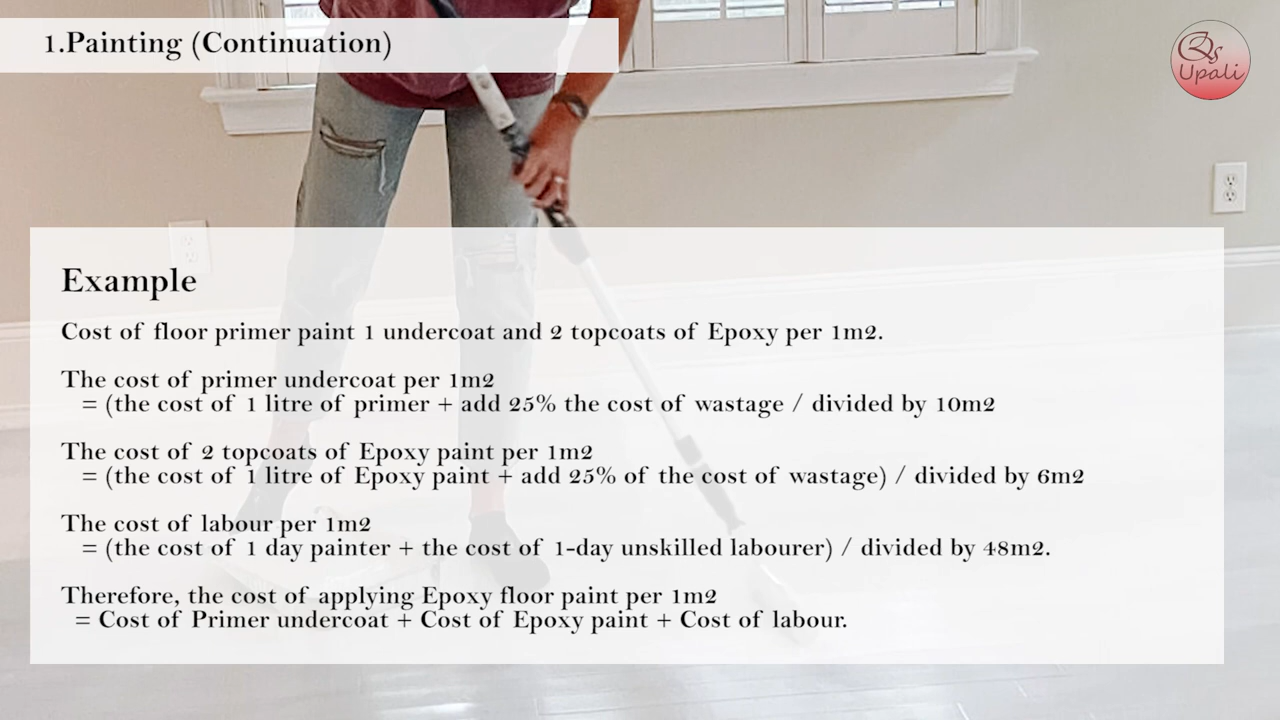 1.Painting (Continuation)
Qs
Upali
Example
Cost of floor primer paint 1 undercoat and 2 topcoats of Epoxy per 1m2.
The cost of primer undercoat per 1m2
= (the cost of 1 litre of primer + add 25% the cost of wastage / divided by 10m2
The cost of 2 topcoats of Epoxy paint per 1m2
= (the cost of 1 litre of Epoxy paint + add 25% of the cost of wastage) / divided by 6m2
The cost of labour per 1m2
= (the cost of 1 day painter + the cost of 1-day unskilled labourer) / divided by 48m2.
Therefore, the cost of applying Epoxy floor paint per 1m2
= Cost of Primer undercoat + Cost of Epoxy paint + Cost of labour.